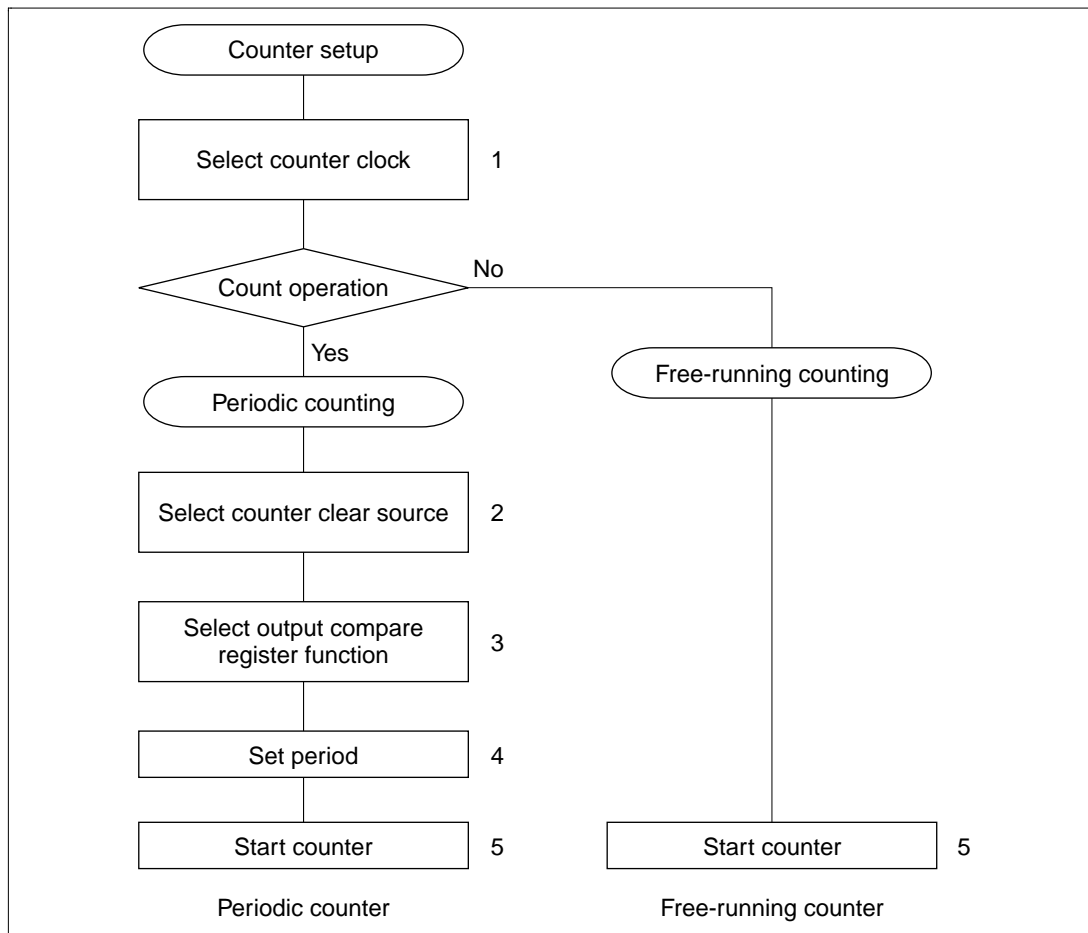 Counter setup
Select counter clock
1
Count operation
No
Yes
Free-running counting
Periodic counting
Select counter clear source
2
Select output compare
register function
3
Set period
4
Start counter
5
Start counter
5
Periodic counter
Free-running counter